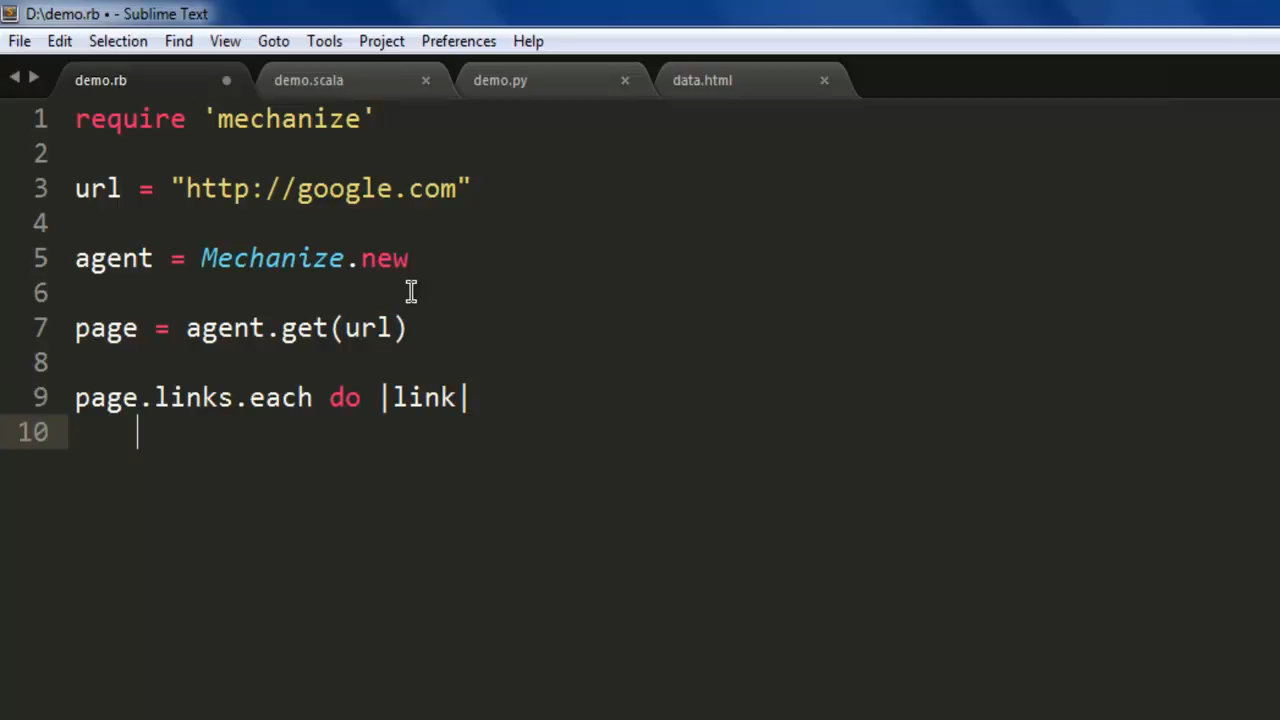 D:\demo.rb • - Sublime Text
File Edit Selection Find View Goto Tools Project Preferences Help
demo.rb demo.scala demo.py data.html
1 require 'mechanize'
2
3 url = "http://google.com"
4
5 agent = Mechanize.new
6
7 page = agent.get(url)
8
9 page.links.each do |link|
10